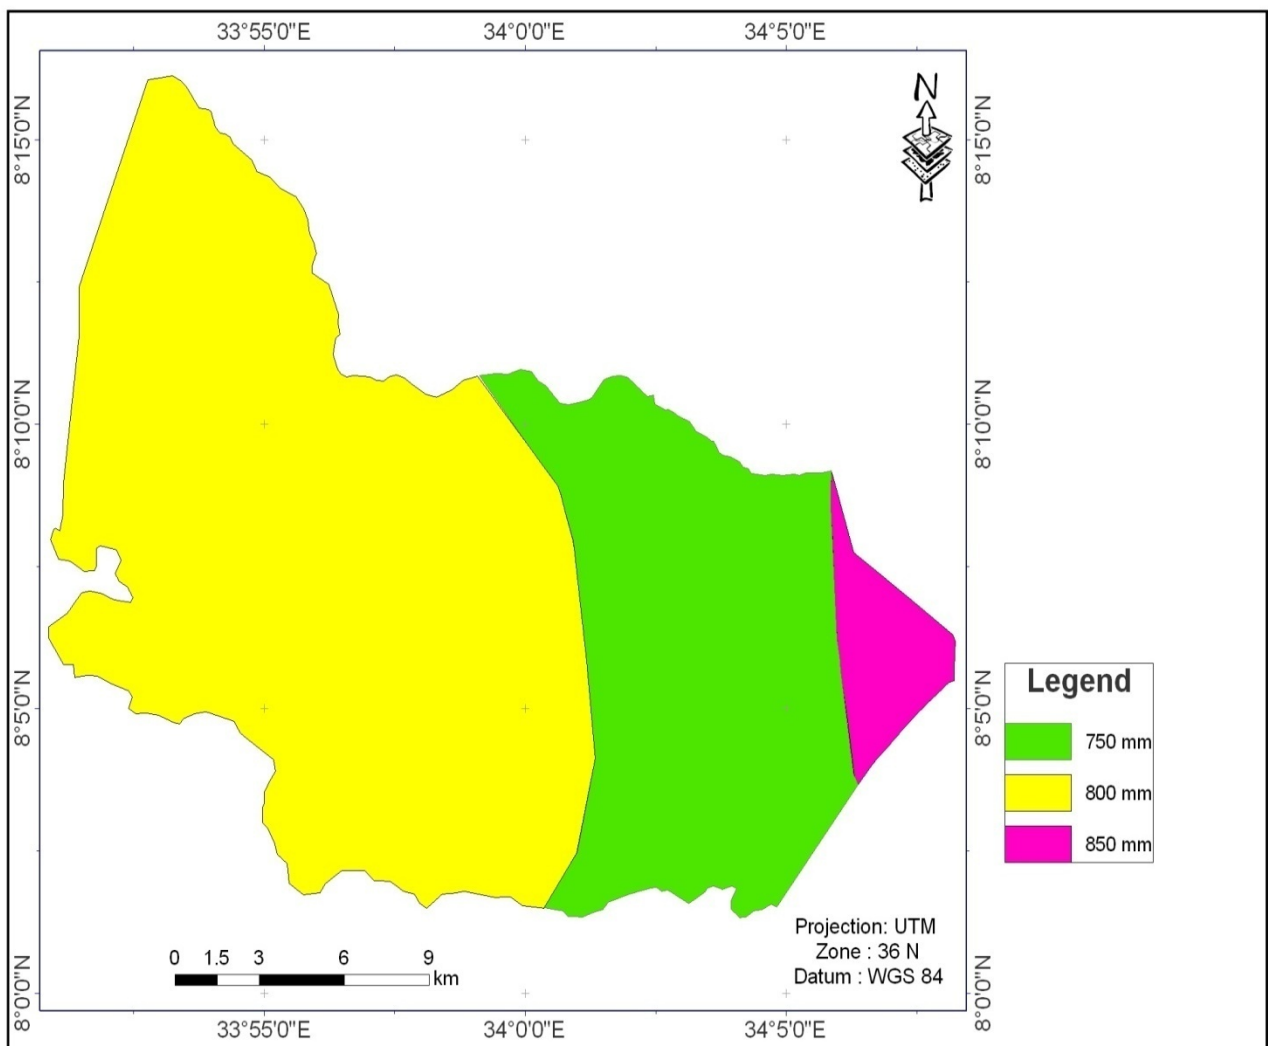 33°55'0"E 34°0'0"E 34°5'0"E
N
8°15'0"N 8°15'0"N
8°10'0"N 8°10'0"N
8°5'0"N 8°5'0"N
Legend
750 mm
800 mm
850 mm
Projection: UTM
Zone : 36 N
Datum : WGS 84
0 1.5 3 6 9
km
8°0'0"N 8°0'0"N
33°55'0"E 34°0'0"E 34°5'0"E